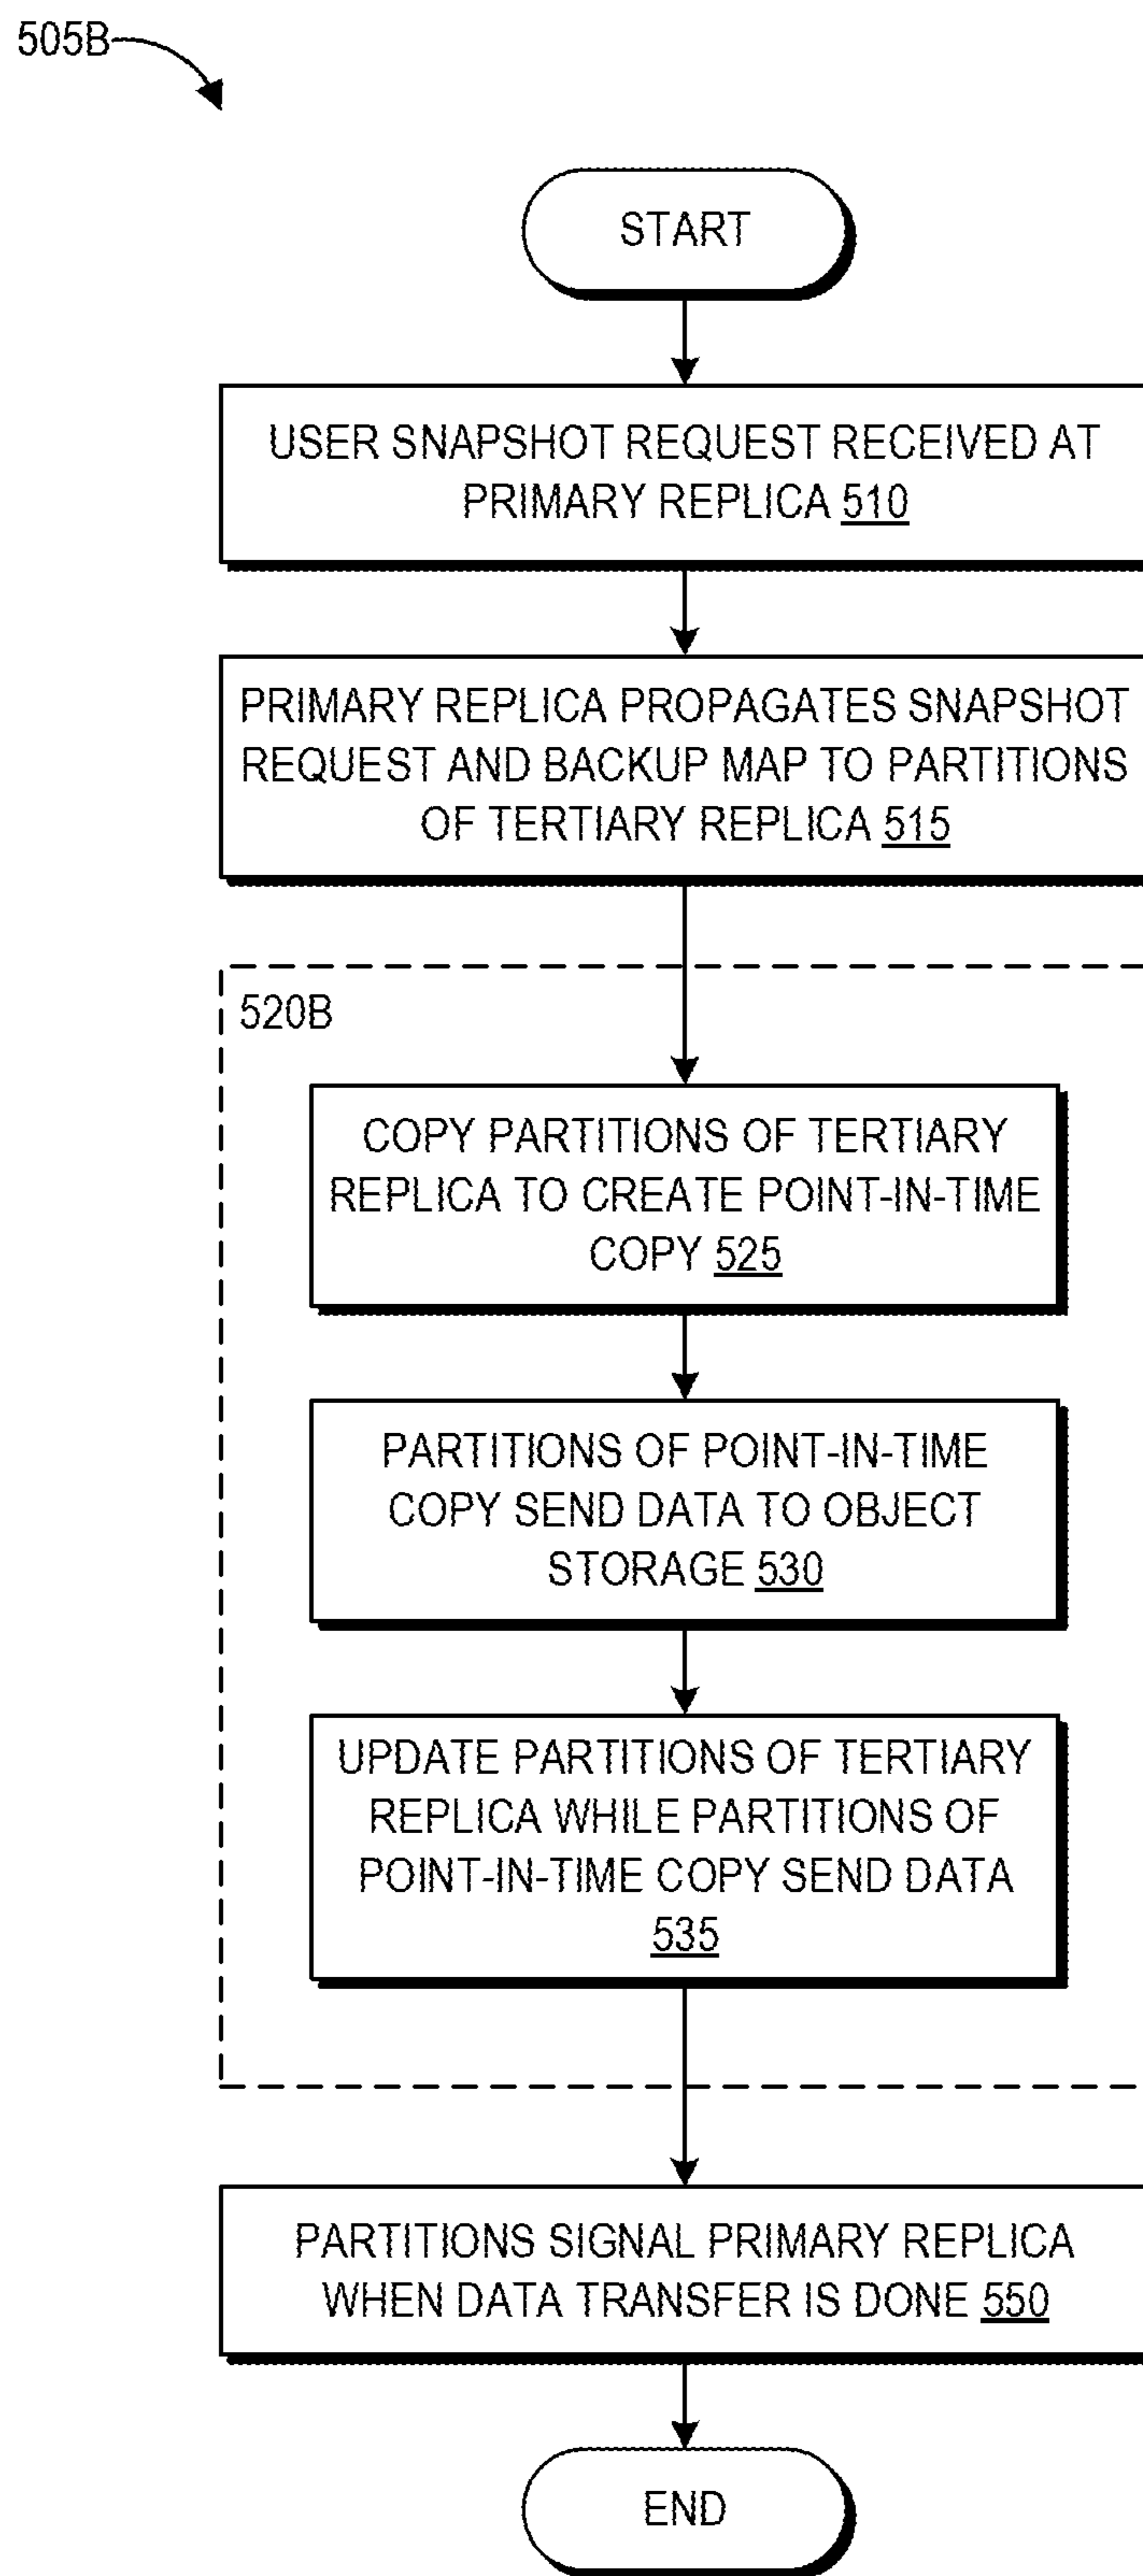 505B
START
USER SNAPSHOT REQUEST RECEIVED AT
PRIMARY REPLICA 510
PRIMARY REPLICA PROPAGATES SNAPSHOT
REQUEST AND BACKUP MAP TO PARTITIONS
OF TERTIARY REPLICA 515
520B
COPY PARTITIONS OF TERTIARY
REPLICA TO CREATE POINT-IN-TIME
COPY 525
PARTITIONS OF POINT-IN-TIME
COPY SEND DATA TO OBJECT
STORAGE 530
UPDATE PARTITIONS OF TERTIARY
REPLICA WHILE PARTITIONS OF
POINT-IN-TIME COPY SEND DATA
535
PARTITIONS SIGNAL PRIMARY REPLICA
WHEN DATA TRANSFER IS DONE 550
END